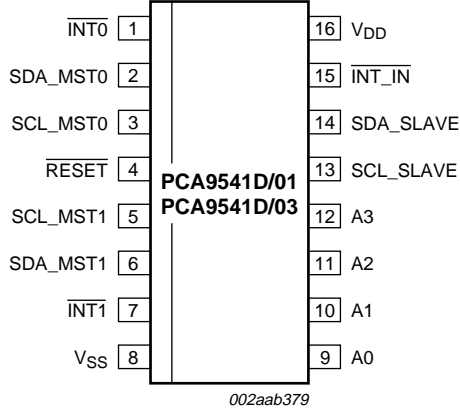 INT0 1 16 VDD
SDA_MST0 2 15 INT_IN
SCL_MST0 3 14 SDA_SLAVE
RESET 4 13 SCL_SLAVE
PCA9541D/01
PCA9541D/03
SCL_MST1 5 12 A3
SDA_MST1 6 11 A2
INT1 7 10 A1
VSS 8 9 A0
002aab379